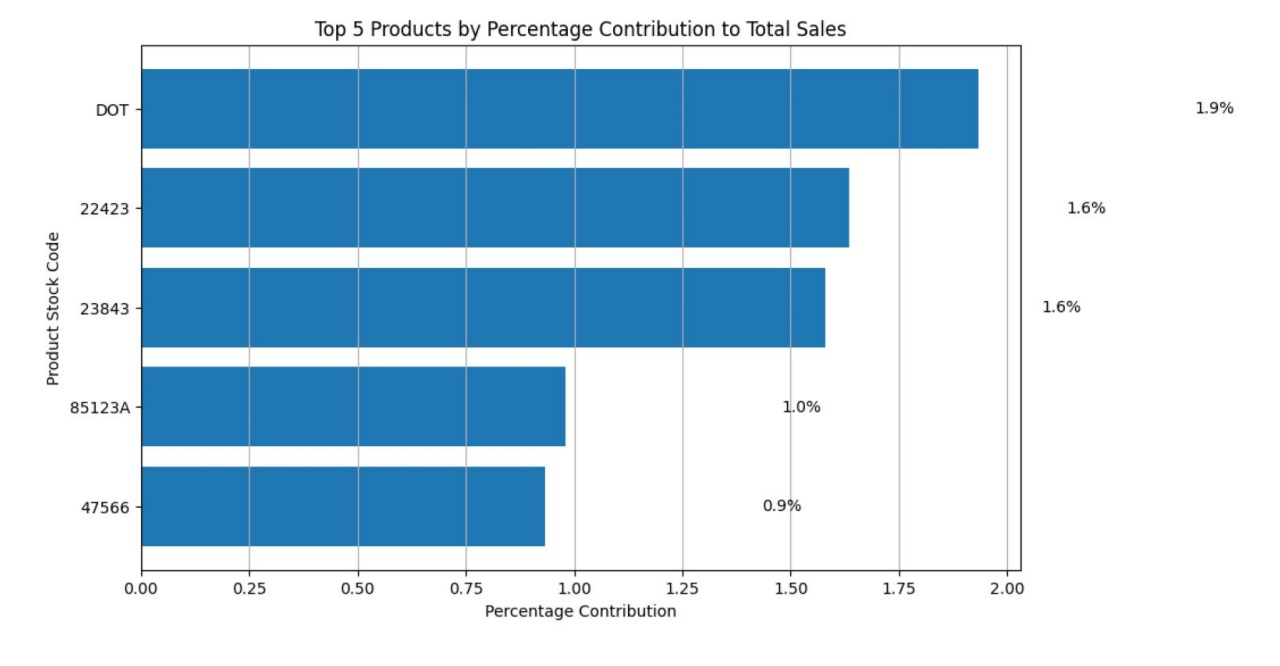 Top 5 Products by Percentage Contribution to Total Sales
DOT
1.9%
22423
1.6%
23843
1.6%
85123A
1.0%
47566
0.9%
Product Stock Code
0.00 0.25 0.50 0.75 1.00 1.25 1.50 1.75 2.00
Percentage Contribution